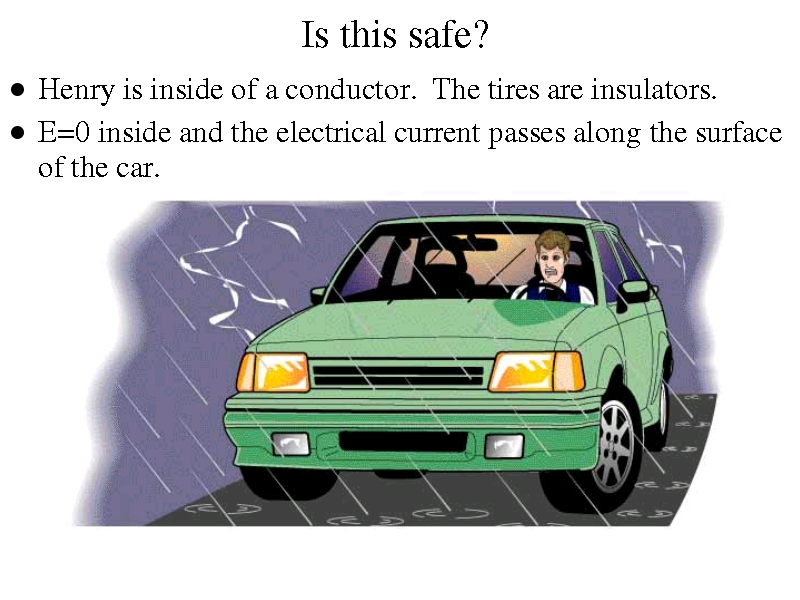 Is this safe?
● Henry is inside of a conductor.  The tires are insulators.
● E=0 inside and the electrical current passes along the surface
of the car.